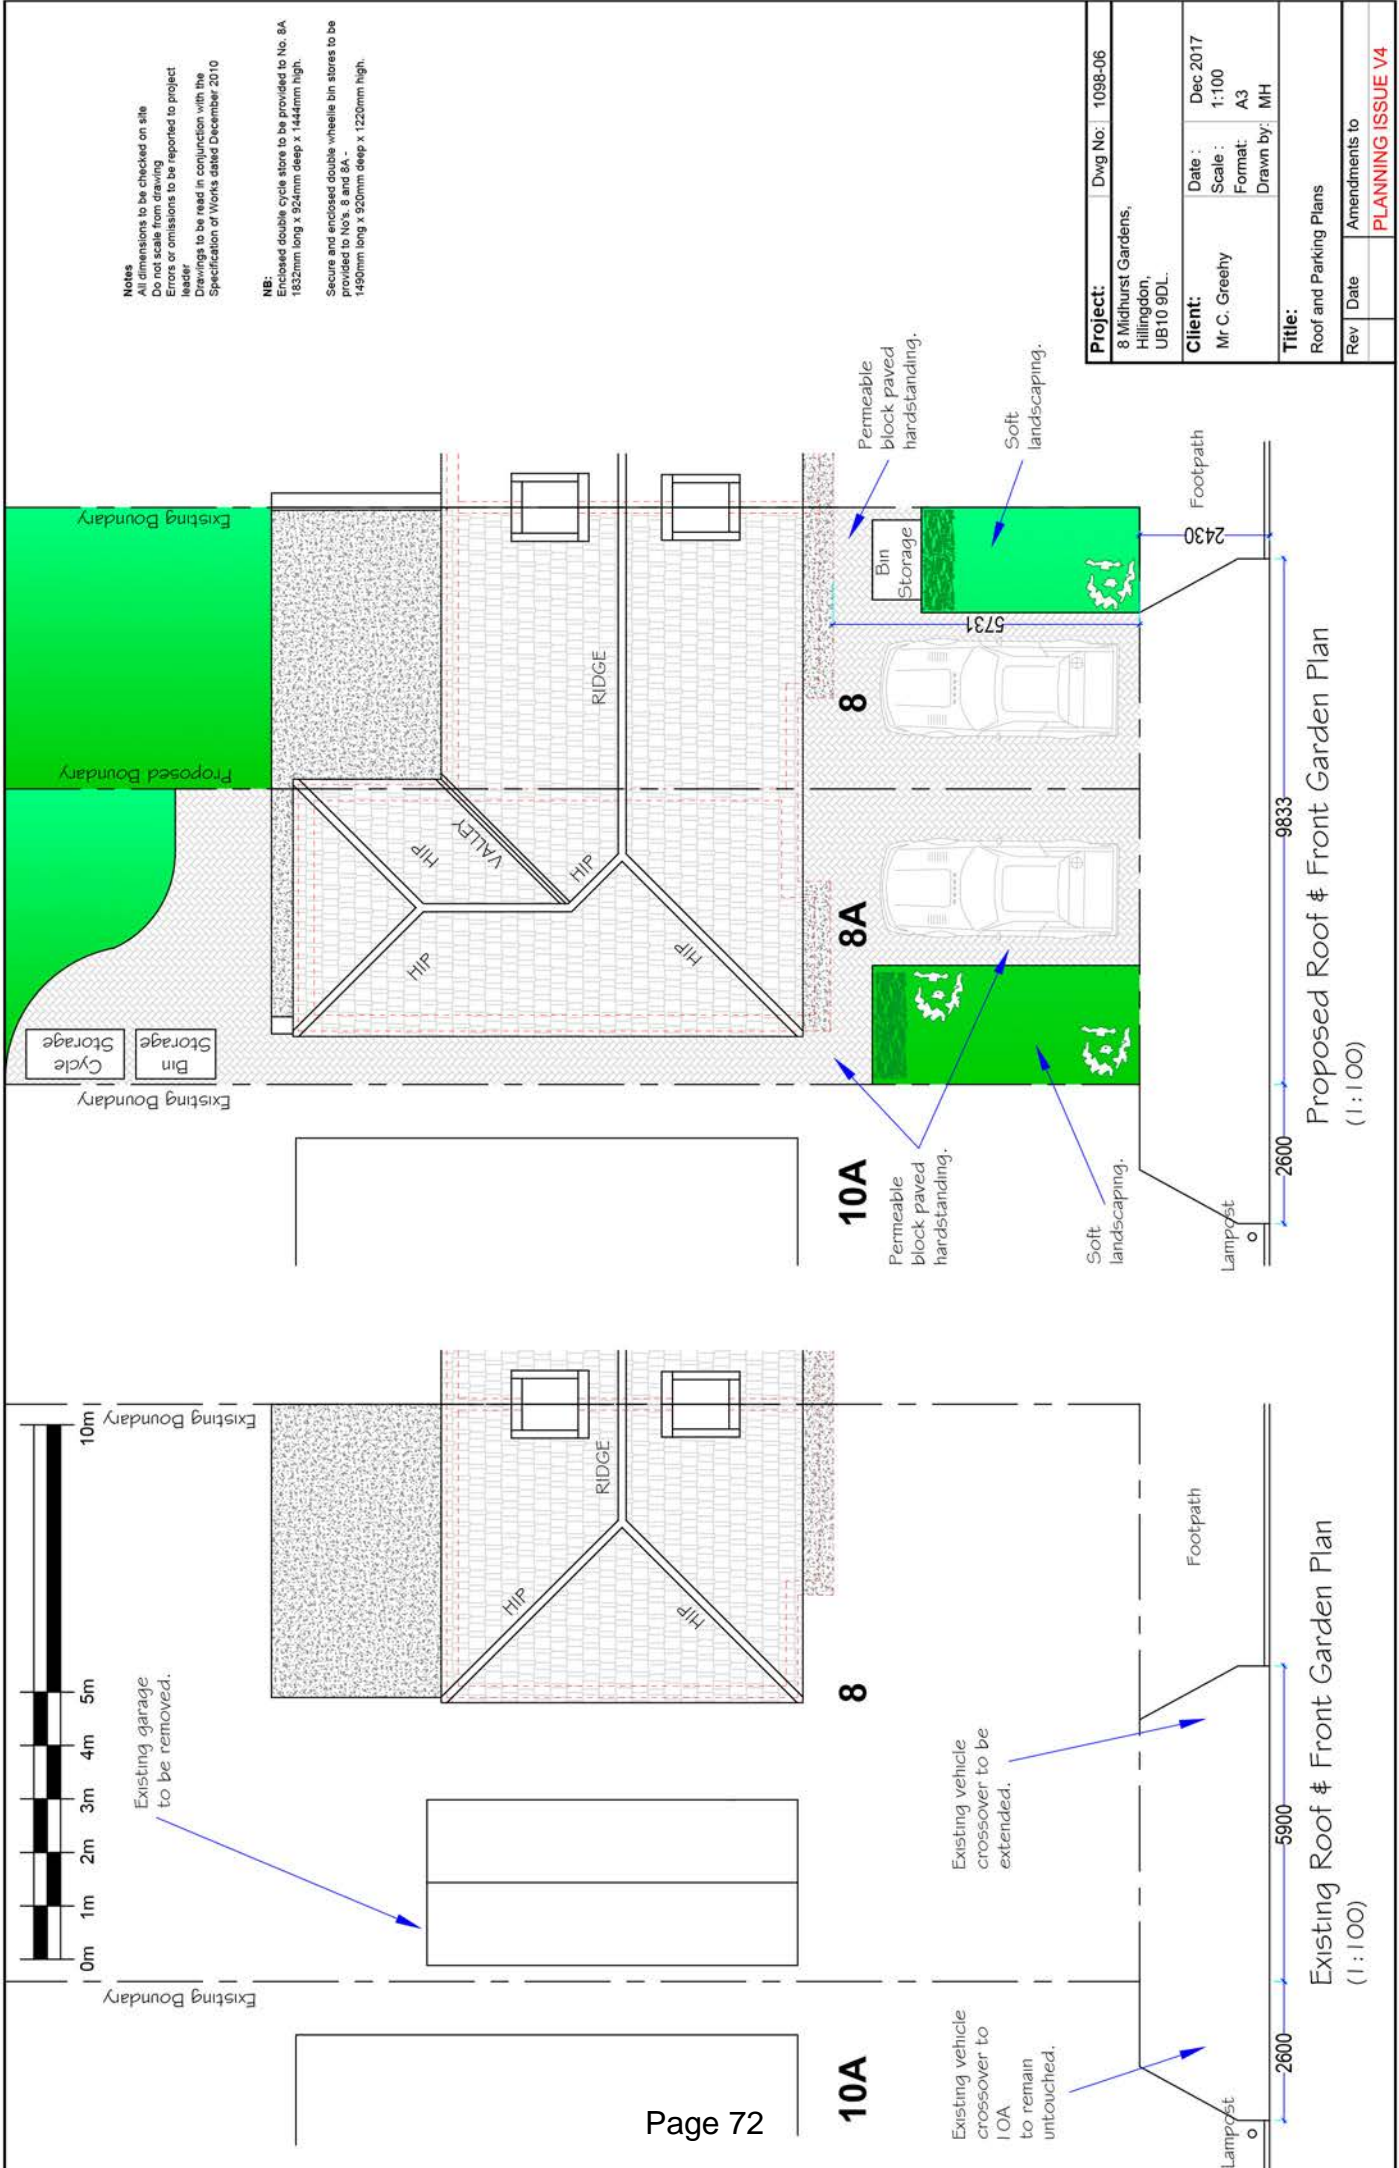 Notes
All dimensions to be checked on site
Do not scale from drawing
Errors or omissions to be reported to project
leader
Drawings to be read in conjunction with the
Specification of Works dated December 2010
NB:
Enclosed double cycle store to be provided to No. 8A
1832mm long x 924mm deep x 1444mm high.
Secure and enclosed double wheelie bin stores to be
provided to No's. 8 and 8A -
1490mm long x 920mm deep x 1220mm high.
0m
1m
2m
3m
4m
5m
10m
Existing garage
to be removed.
Existing Boundary
Existing Boundary
HIP
HIP
RIDGE
10A
8
Existing vehicle
crossover to
10A
to remain
untouched.
Existing vehicle
crossover to be
extended.
Footpath
Lampost
2600
5900
Existing Roof & Front Garden Plan
(1:100)
Existing Boundary
Proposed Boundary
Existing Boundary
Cycle
Storage
Bin
Storage
HIP
HIP
VALLEY
HIP
HIP
RIDGE
10A
8A
8
Permeable
block paved
hardstanding.
Soft
landscaping.
Bin
Storage
Permeable
block paved
hardstanding.
Soft
landscaping.
5731
2430
Footpath
Lampost
2600
9833
Proposed Roof & Front Garden Plan
(1:100)
Project:
Dwg No: 1098-06
8 Midhurst Gardens,
Hillingdon,
UB10 9DL.
Client:
Mr C. Greehy
Date : Dec 2017
Scale : 1:100
Format: A3
Drawn by: MH
Title:
Roof and Parking Plans
Rev Date Amendments to
PLANNING ISSUE V4
Page 72